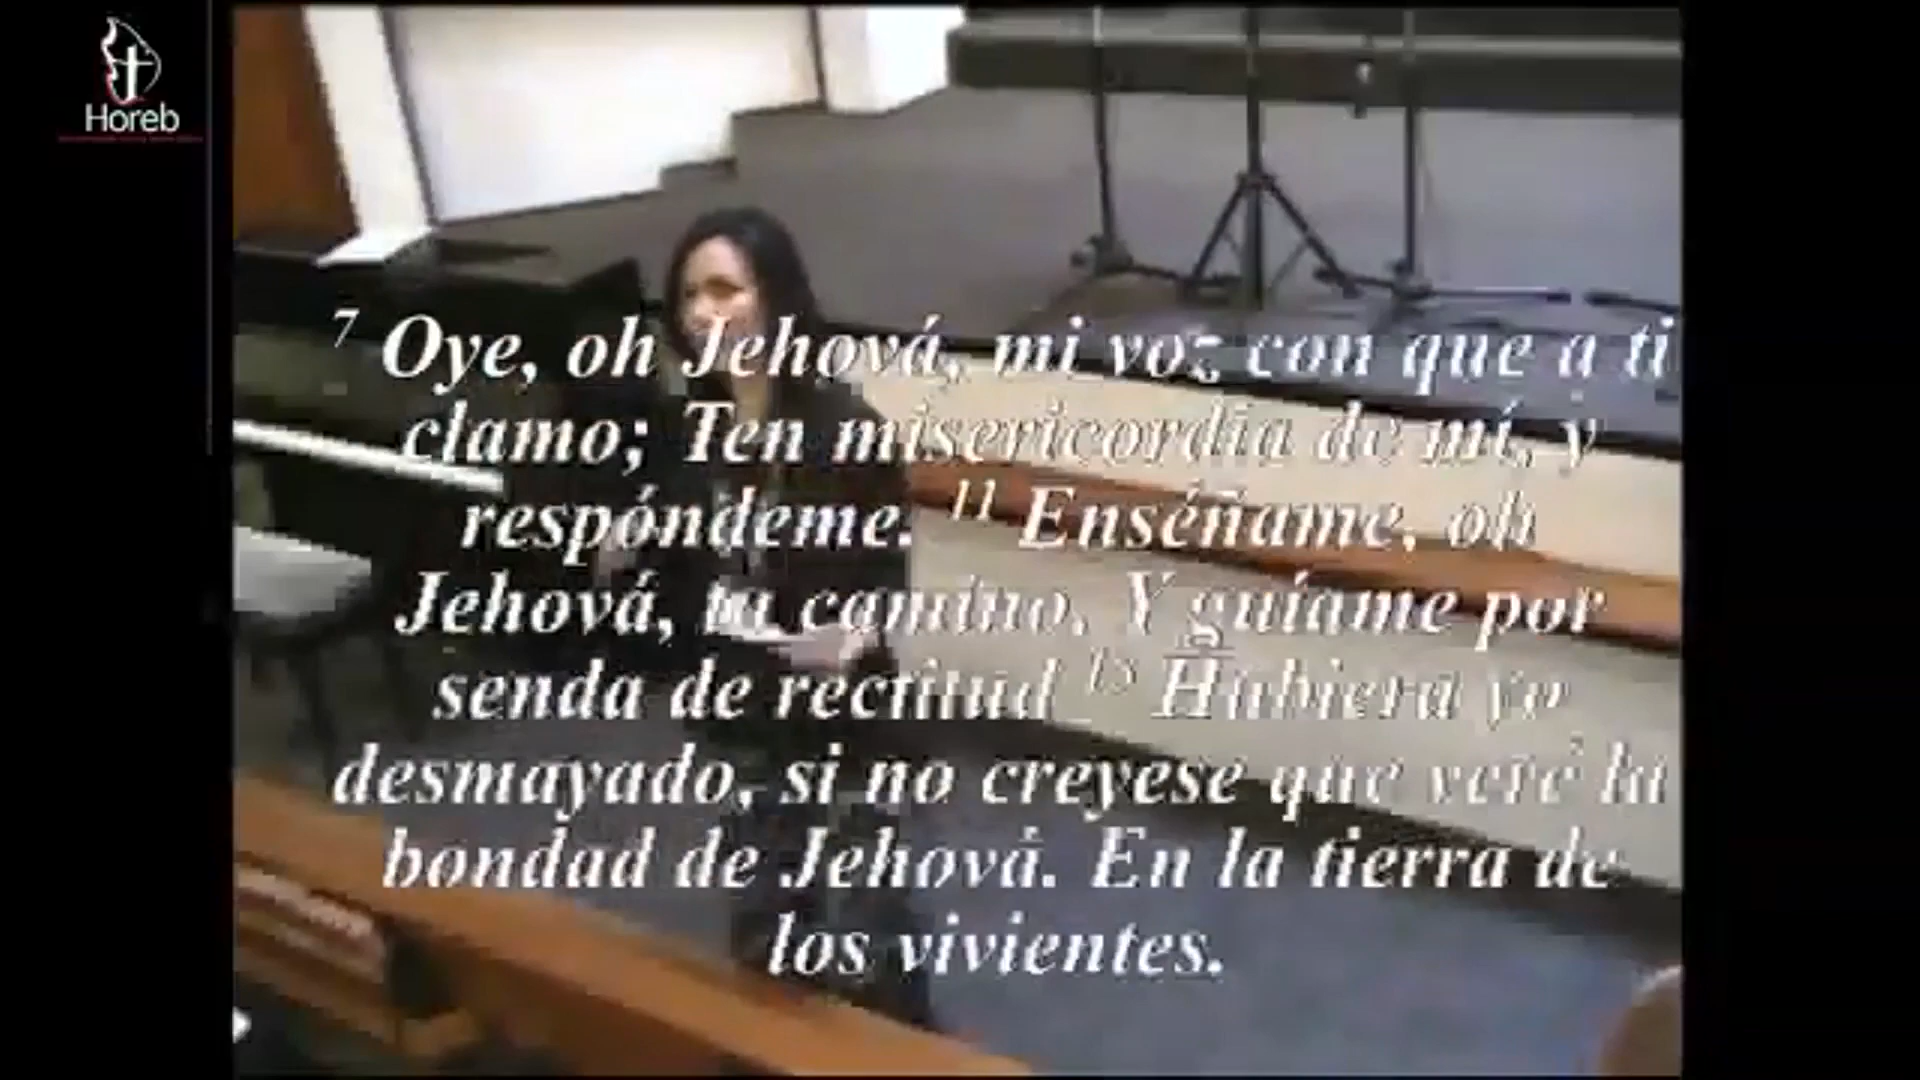 Horeb
7 Oye, oh Jehová, mi voz con que a ti
clamo; Ten misericordia de mí, y
respóndeme. 11 Enséñame, oh
Jehová, tu camino, Y guíame por
senda de rectitud 13 Hubiera yo
desmayado, si no creyese que veré la
bondad de Jehová. En la tierra de
los vivientes.